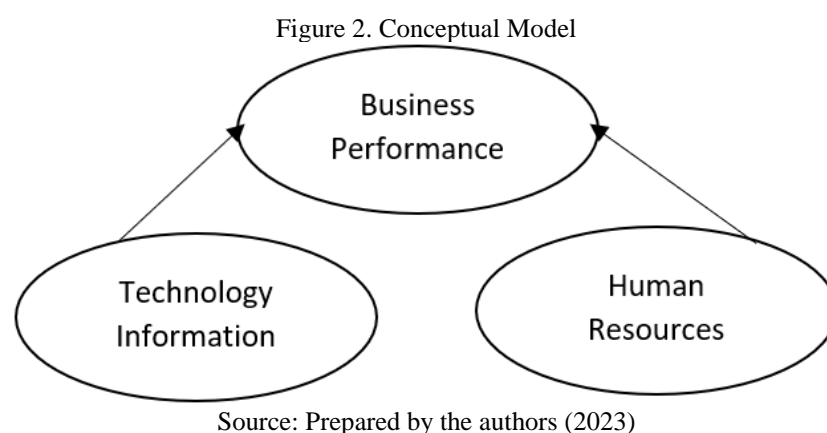 Figure 2. Conceptual Model
Business
Performance
Technology
Information
Human
Resources
Source: Prepared by the authors (2023)